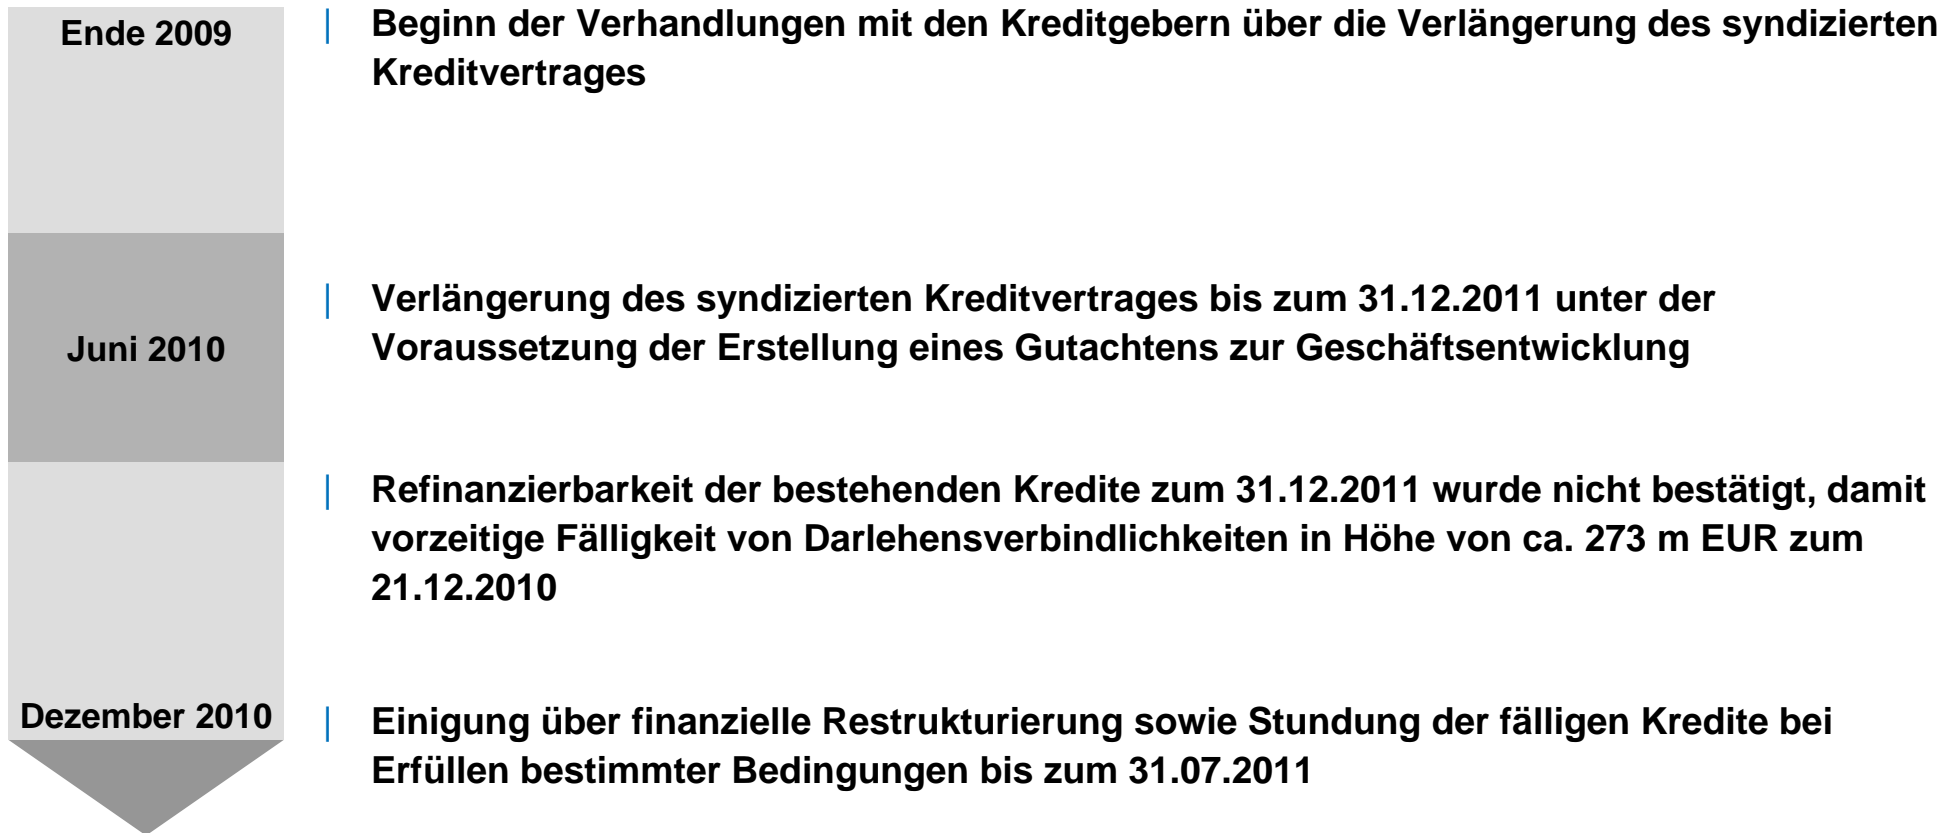 Ende 2009
| Beginn der Verhandlungen mit den Kreditgebern über die Verlängerung des syndizierten
Kreditvertrages
Juni 2010
| Verlängerung des syndizierten Kreditvertrages bis zum 31.12.2011 unter der
Voraussetzung der Erstellung eines Gutachtens zur Geschäftsentwicklung
| Refinanzierbarkeit der bestehenden Kredite zum 31.12.2011 wurde nicht bestätigt, damit
vorzeitige Fälligkeit von Darlehensverbindlichkeiten in Höhe von ca. 273 m EUR zum
21.12.2010
Dezember 2010
| Einigung über finanzielle Restrukturierung sowie Stundung der fälligen Kredite bei
Erfüllen bestimmter Bedingungen bis zum 31.07.2011